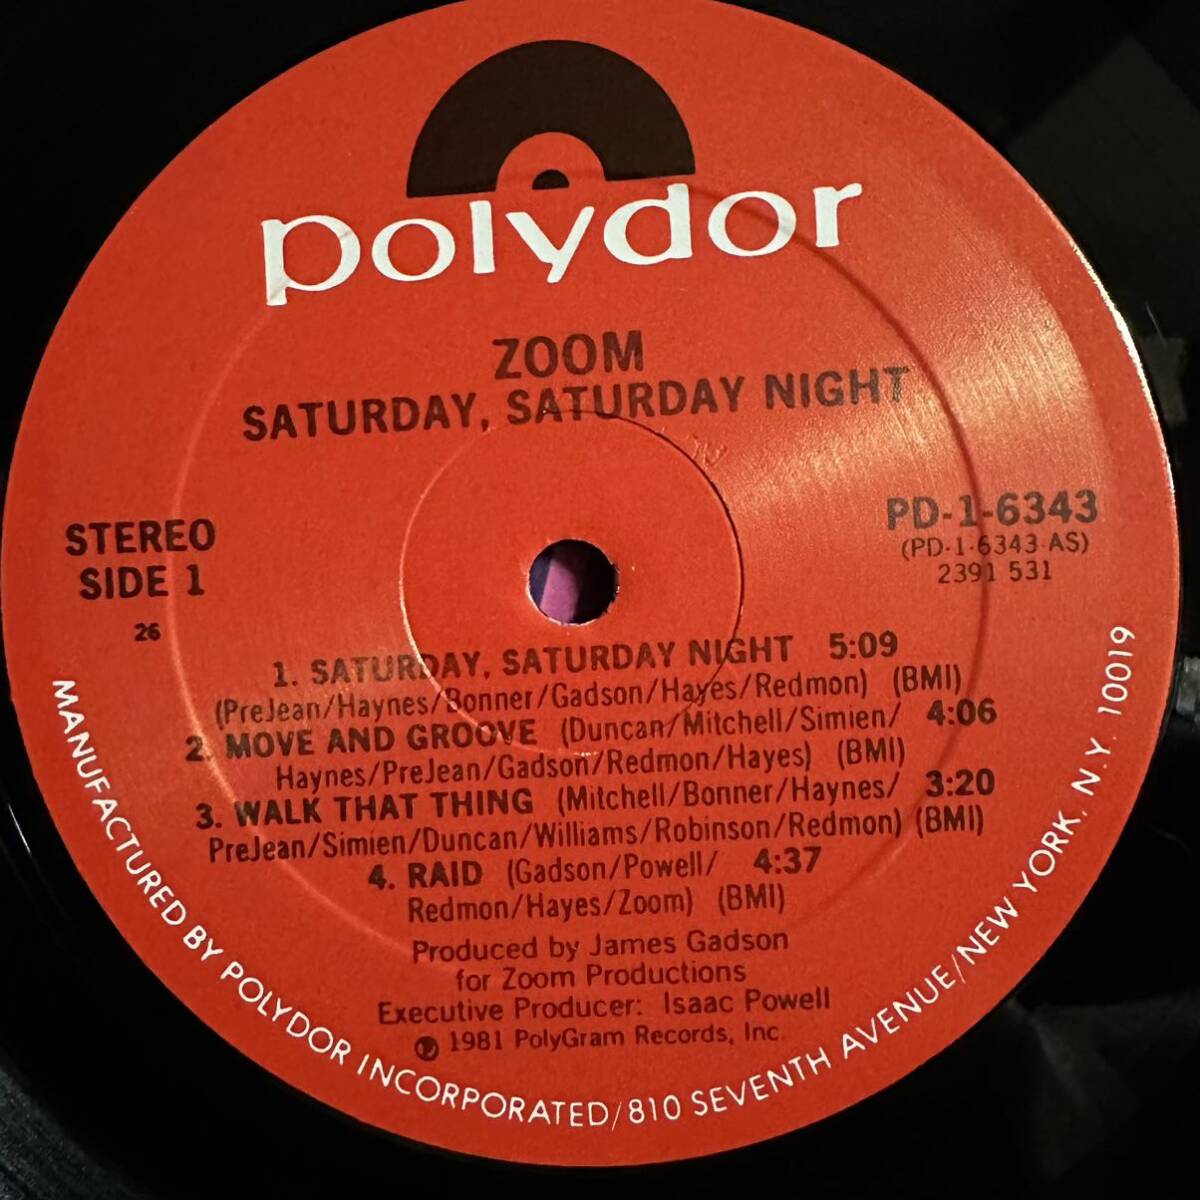 polydor
ZOOM
SATURDAY, SATURDAY NIGHT
STEREO
SIDE 1
26
PD-1-6343
(PD-1-6343-AS)
2391 531
1. SATURDAY, SATURDAY NIGHT 5:09
(PreJean/Haynes/Bonner/Gadson/Hayes/Redmon) (BMI)
2. MOVE AND GROOVE (Duncan/Mitchell/Simien/ 4:06
Haynes/PreJean/Gadson/Redmon/Hayes) (BMI)
3. WALK THAT THING (Mitchell/Bonner/Haynes/ 3:20
PreJean/Simien/Duncan/Williams/Robinson/Redmon) (BMI)
4. RAID (Gadson/Powell/ 4:37
Redmon/Hayes/Zoom) (BMI)
Produced by James Gadson
for Zoom Productions
Executive Producer: Isaac Powell
℗ 1981 PolyGram Records, Inc.
MANUFACTURED BY POLYDOR INCORPORATED/810 SEVENTH AVENUE/NEW YORK, N.Y. 10019